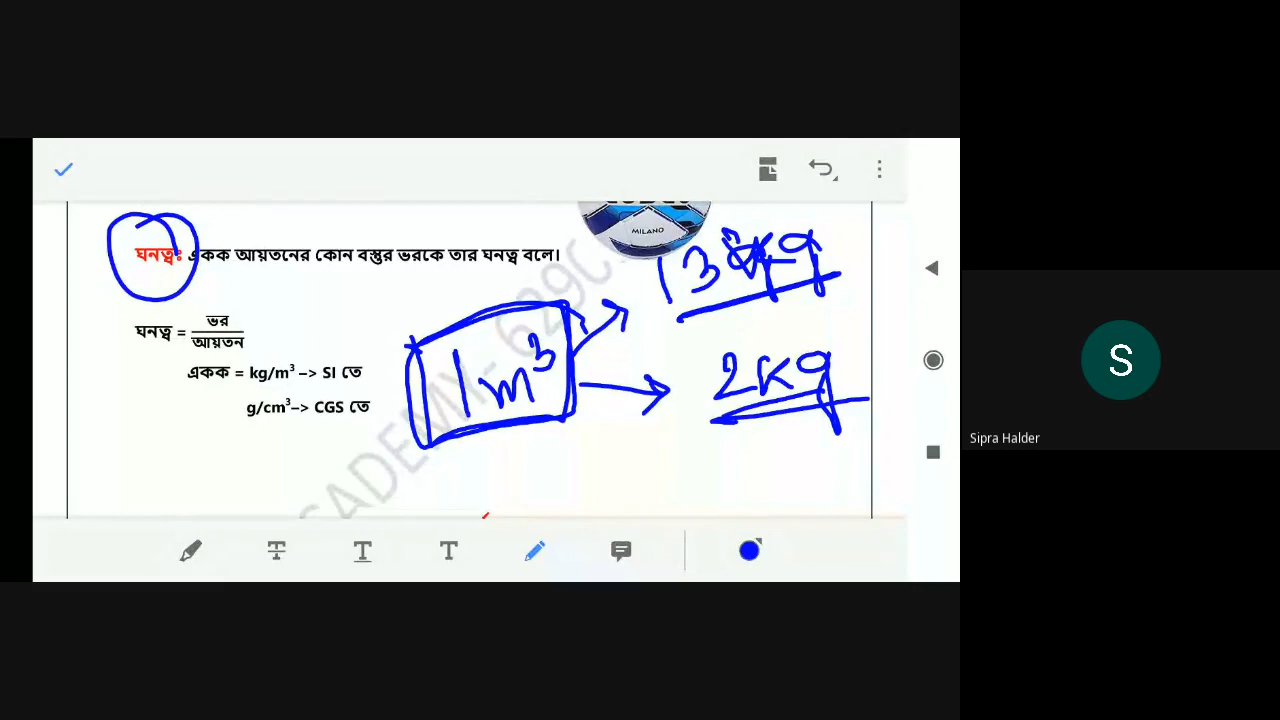 MILANO
ঘনত্বঃ একক আয়তনের কোন বস্তুর ভরকে তার ঘনত্ব বলে।
ঘনত্ব = ভর
আয়তন
একক = kg/m³ –> SI তে
g/cm³–> CGS তে
1m³
2kg
Sipra Halder
S